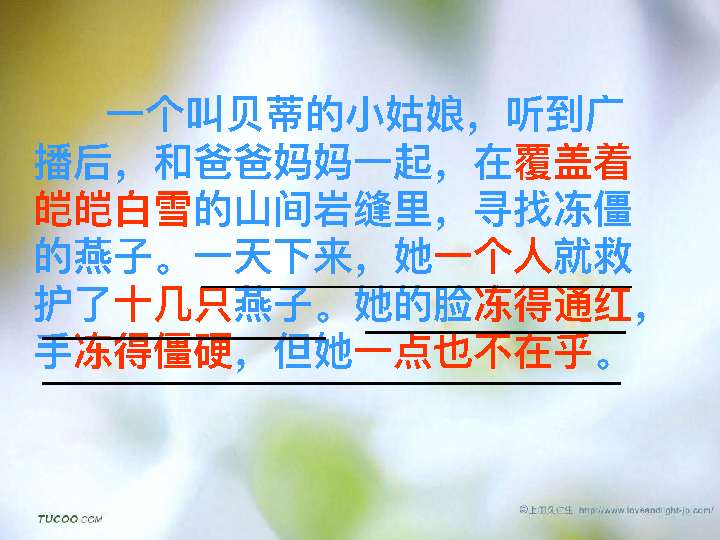 一个叫贝蒂的小姑娘，听到广
播后，和爸爸妈妈一起，在覆盖着
皑皑白雪的山间岩缝里，寻找冻僵
的燕子。一天下来，她一个人就救
护了十几只燕子。她的脸冻得通红，
手冻得僵硬，但她一点也不在乎。
TUCOO.COM
©上田久仁生 http://www.loveandlight-jp.com/